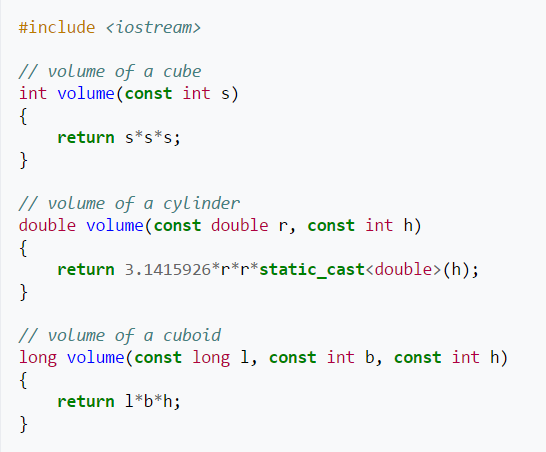 #include <iostream>
// volume of a cube
int volume(const int s)
{
    return s*s*s;
}
// volume of a cylinder
double volume(const double r, const int h)
{
    return 3.1415926*r*r*static_cast<double>(h);
}
// volume of a cuboid
long volume(const long l, const int b, const int h)
{
    return l*b*h;
}